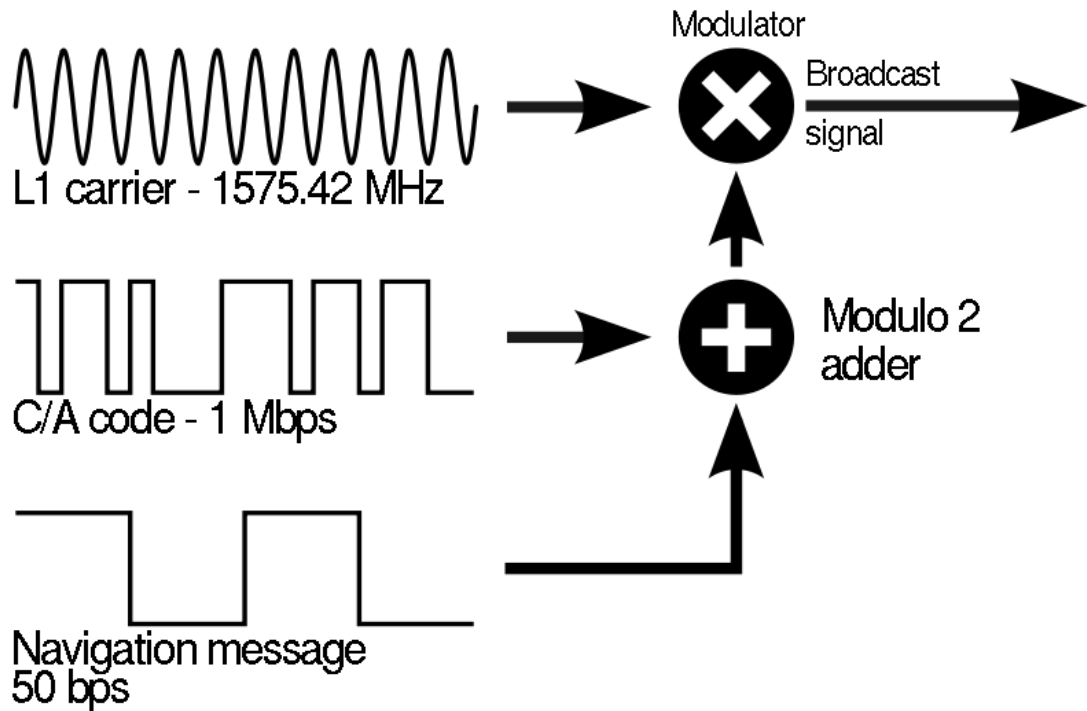 Modulator
Broadcast
signal
L1 carrier - 1575.42 MHz
C/A code - 1 Mbps
Modulo 2
adder
Navigation message
50 bps